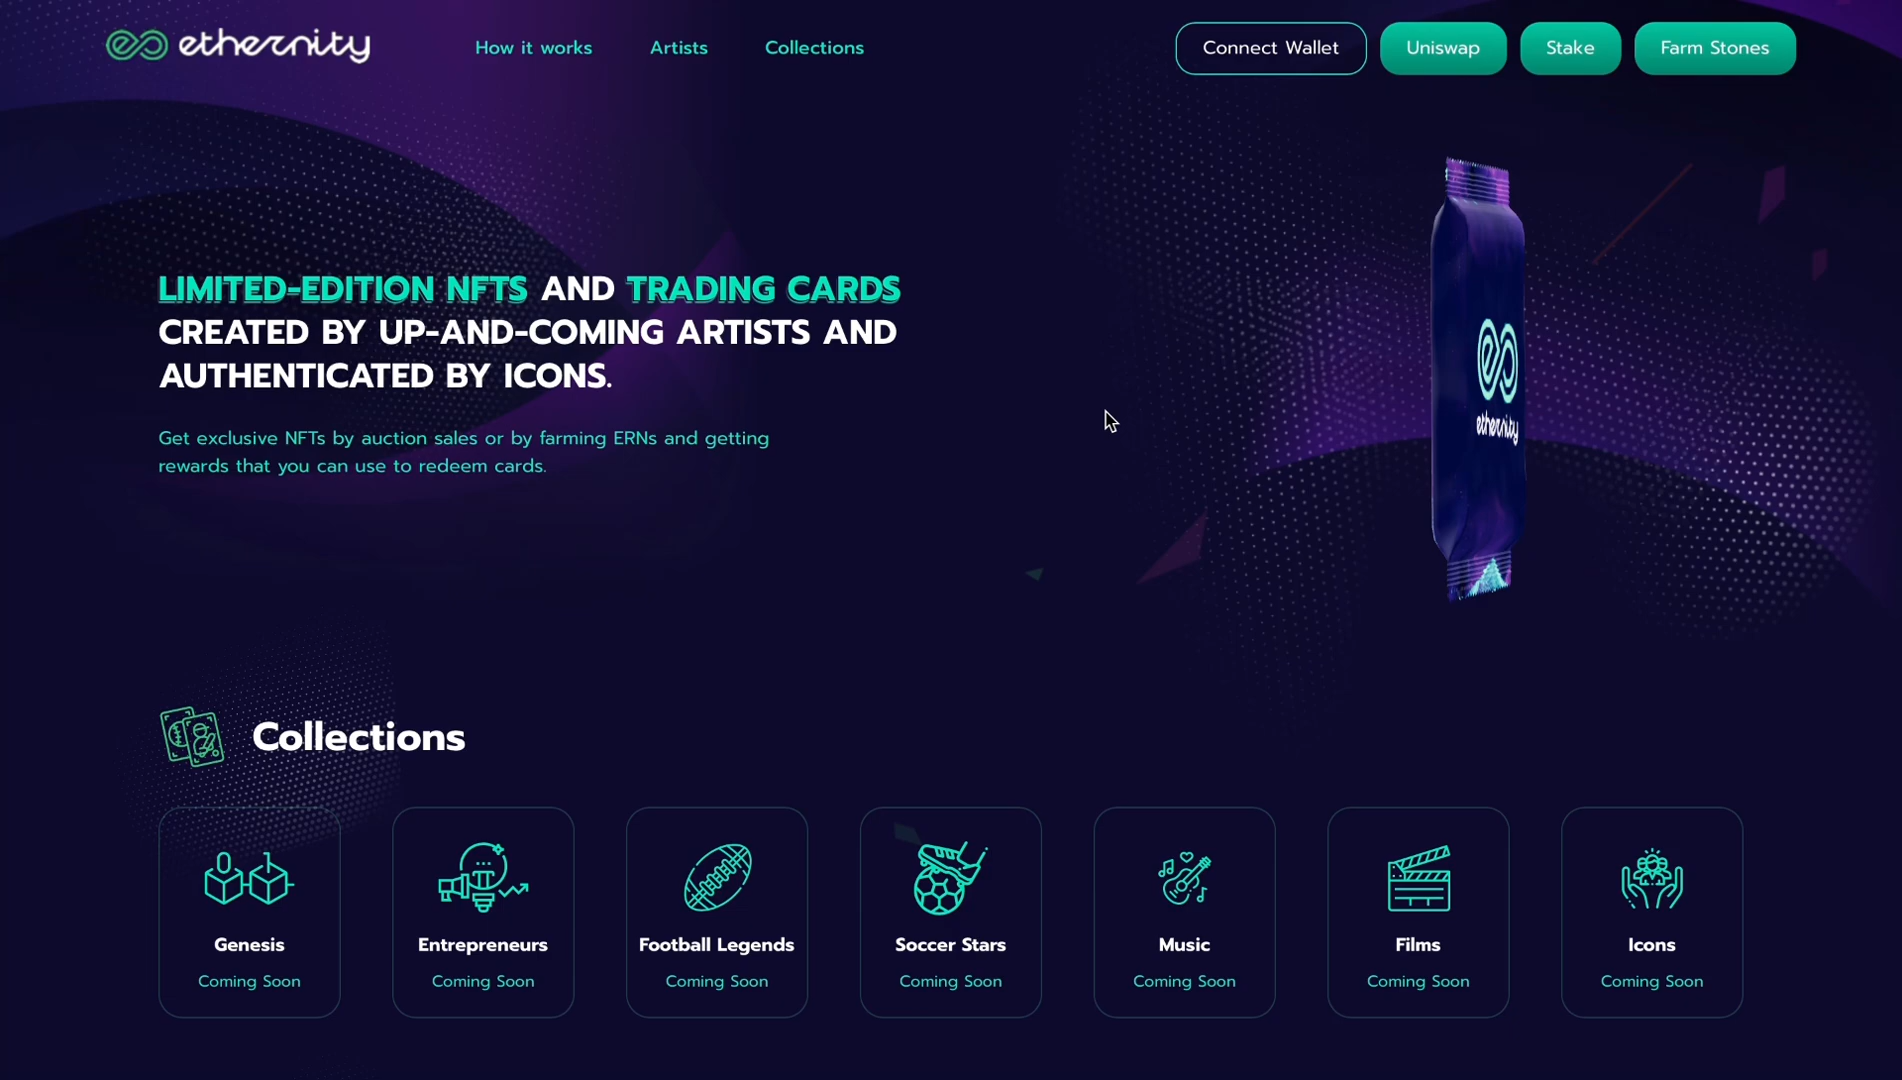 ethernity
How it works
Artists
Collections
Connect Wallet
Uniswap
Stake
Farm Stones
LIMITED-EDITION NFTS AND TRADING CARDS
CREATED BY UP-AND-COMING ARTISTS AND
AUTHENTICATED BY ICONS.
Get exclusive NFTs by auction sales or by farming ERNs and getting
rewards that you can use to redeem cards.
ethernity
Collections
Genesis
Coming Soon
Entrepreneurs
Coming Soon
Football Legends
Coming Soon
Soccer Stars
Coming Soon
Music
Coming Soon
Films
Coming Soon
Icons
Coming Soon